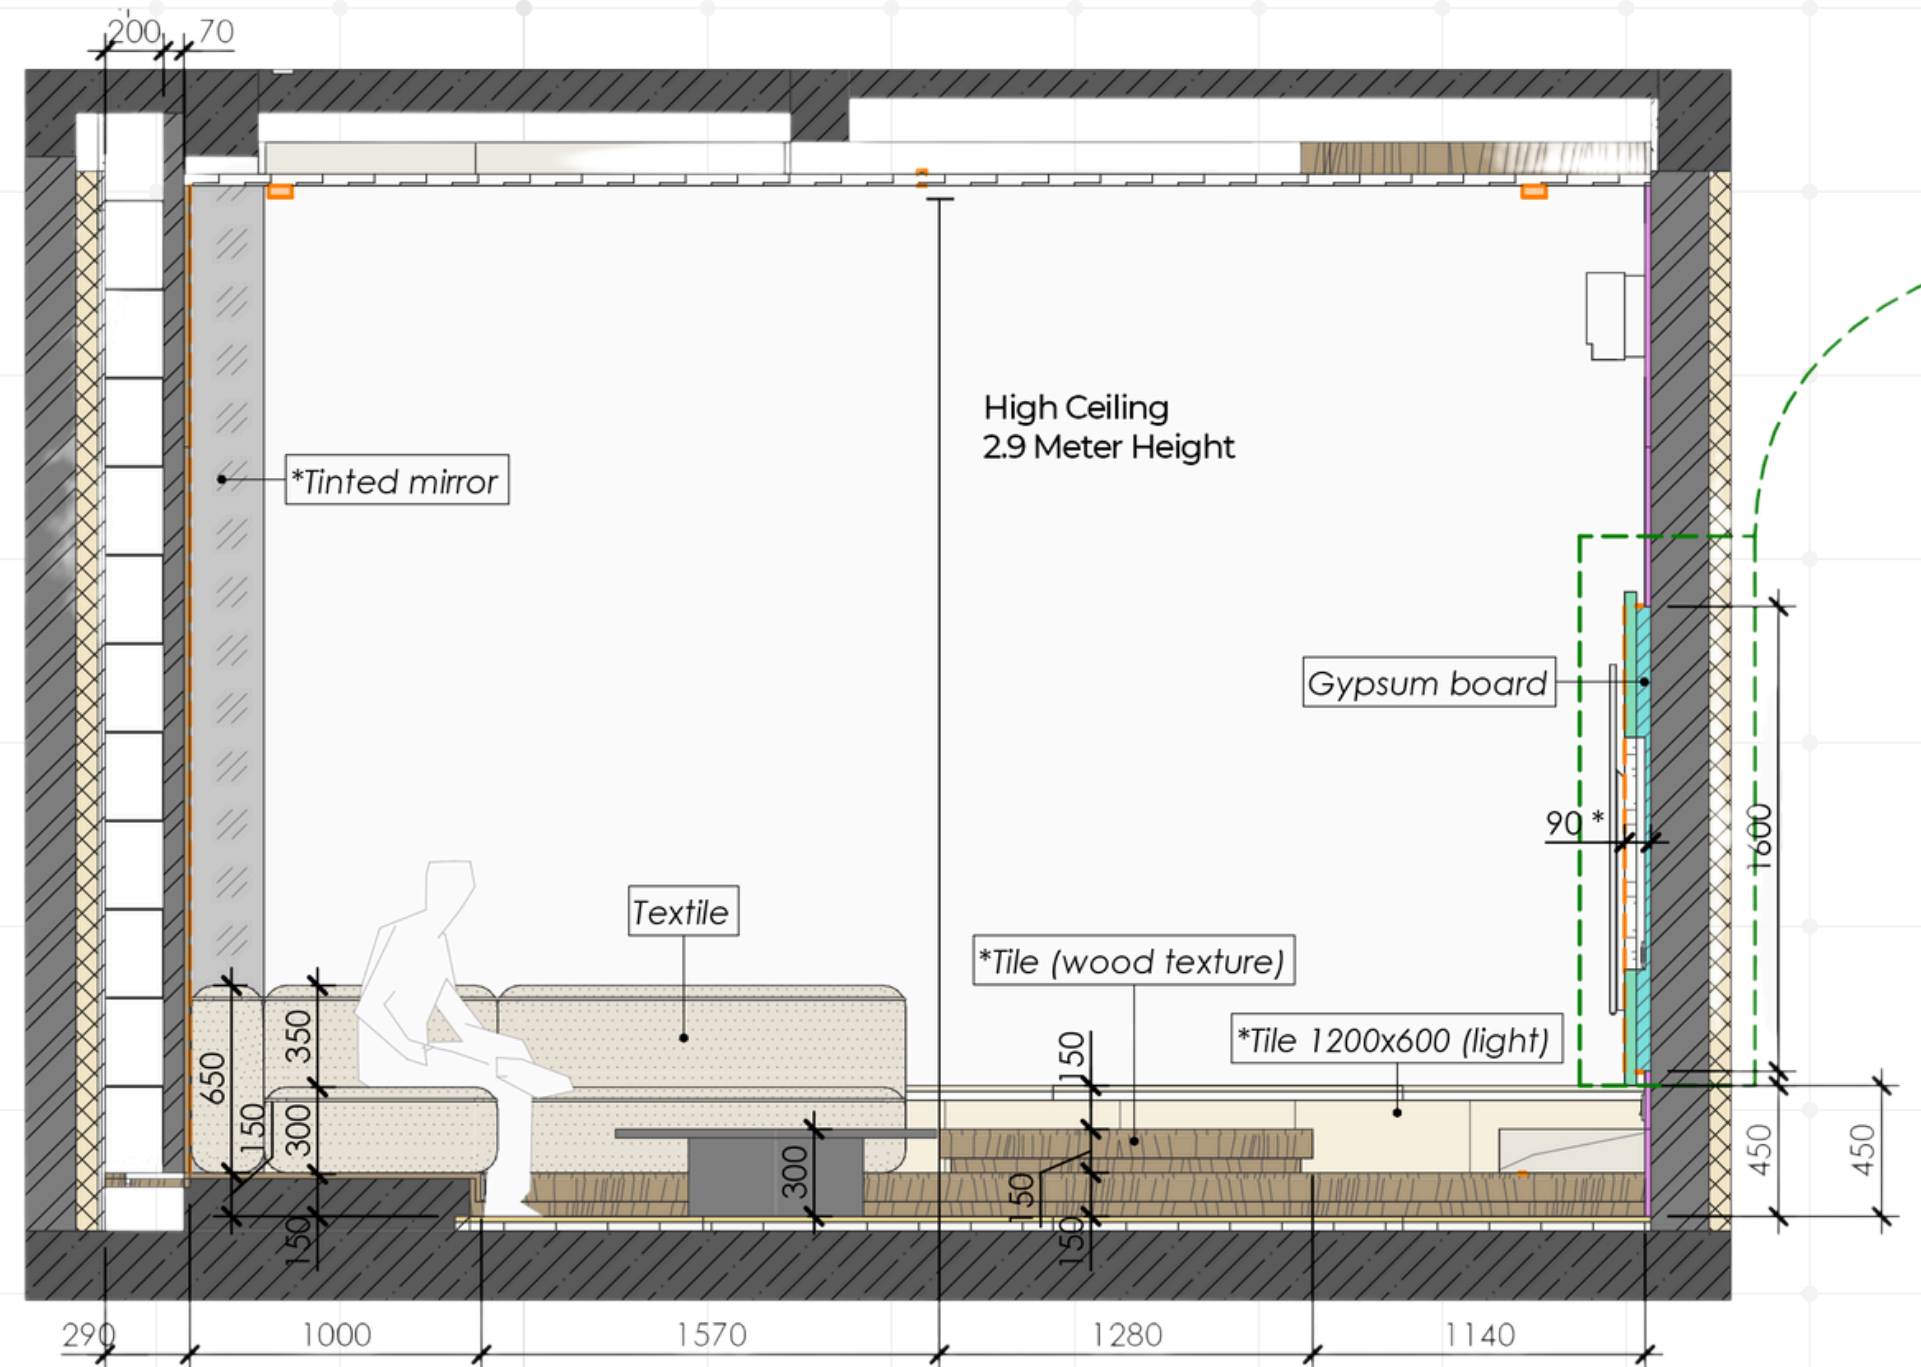 200
70
High Ceiling
2.9 Meter Height
*Tinted mirror
Gypsum board
90 *
1600
Textile
*Tile (wood texture)
*Tile 1200x600 (light)
650
350
150
300
150
300
150
150
150
450
450
290
1000
1570
1280
1140